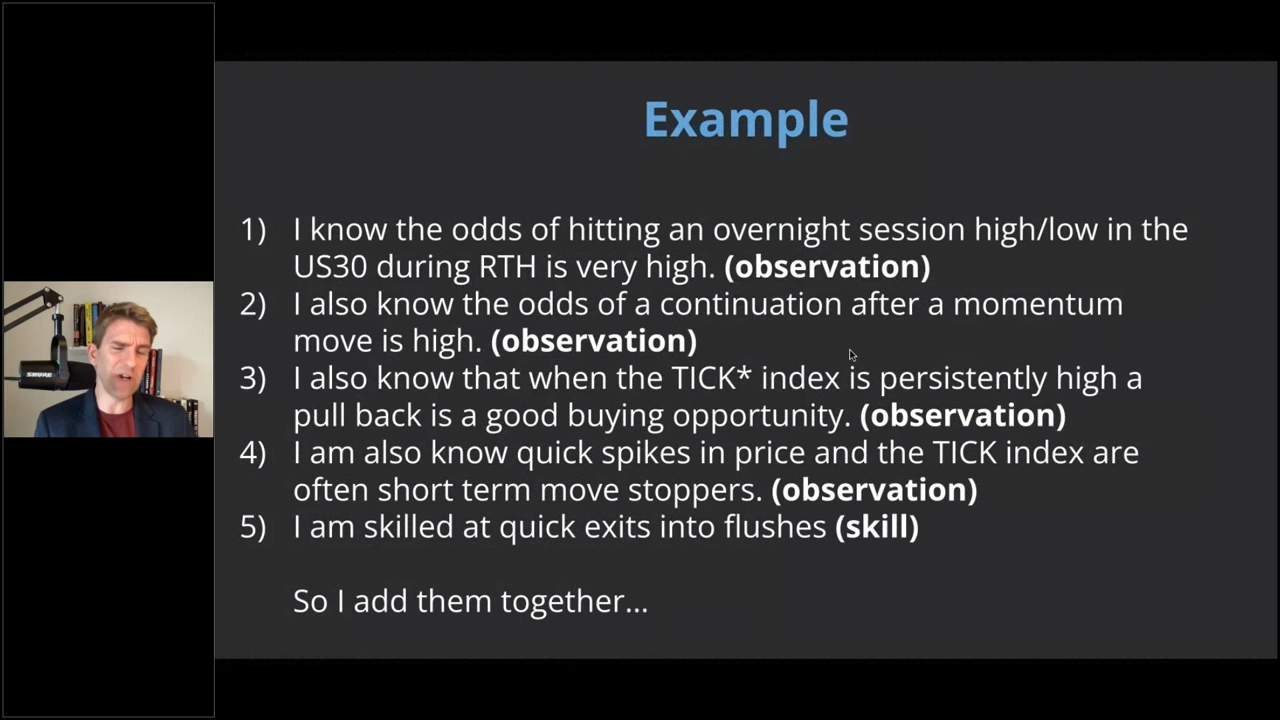 Example
1) I know the odds of hitting an overnight session high/low in the
US30 during RTH is very high. (observation)
2) I also know the odds of a continuation after a momentum
move is high. (observation)
3) I also know that when the TICK* index is persistently high a
pull back is a good buying opportunity. (observation)
4) I am also know quick spikes in price and the TICK index are
often short term move stoppers. (observation)
5) I am skilled at quick exits into flushes (skill)
So I add them together...
SHURE